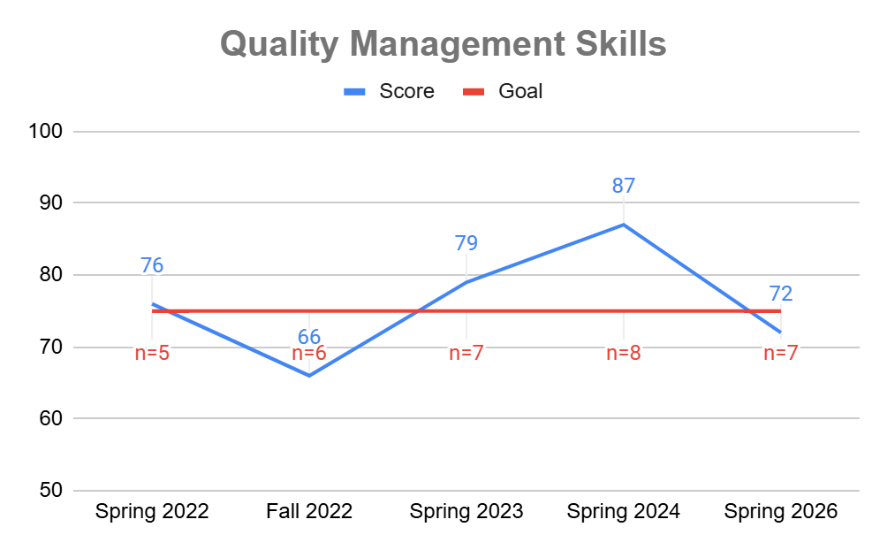 Quality Management Skills
Score Goal
100
90
80
70
60
50
76
66
79
87
72
n=5
n=6
n=7
n=8
n=7
Spring 2022 Fall 2022 Spring 2023 Spring 2024 Spring 2026